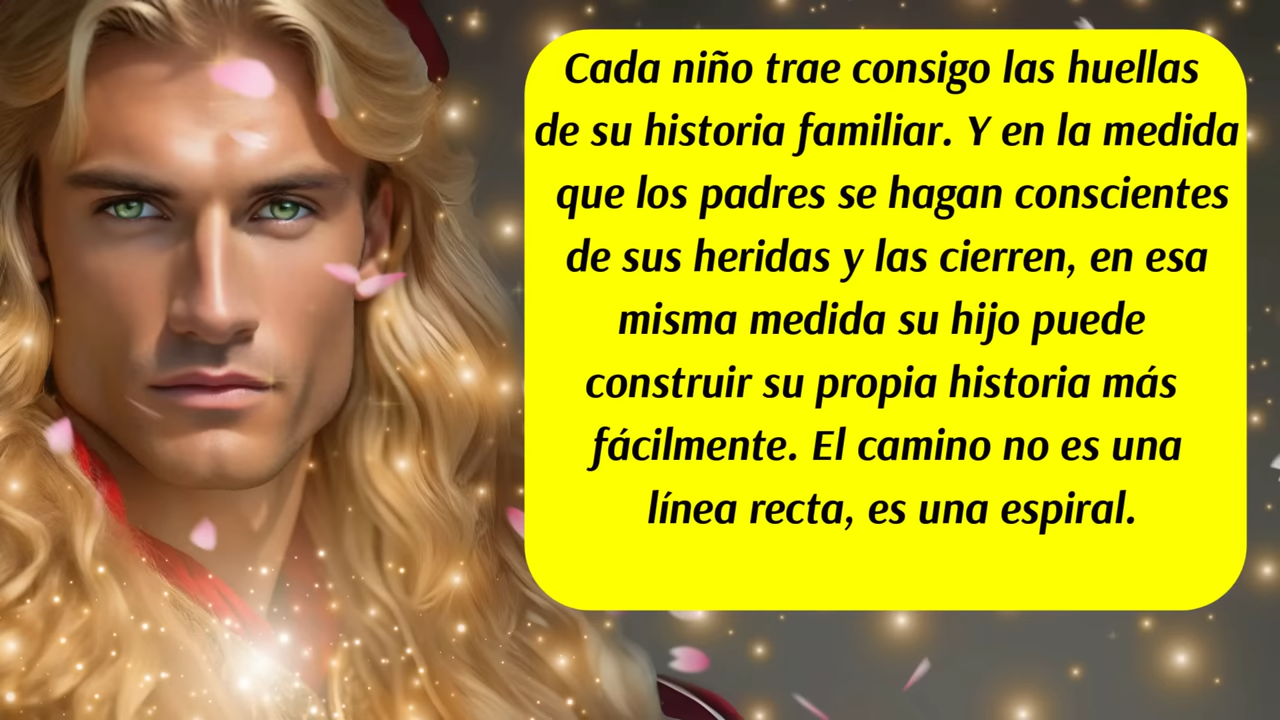 Cada niño trae consigo las huellas
de su historia familiar. Y en la medida
que los padres se hagan conscientes
de sus heridas y las cierren, en esa
misma medida su hijo puede
construir su propia historia más
fácilmente. El camino no es una
línea recta, es una espiral.